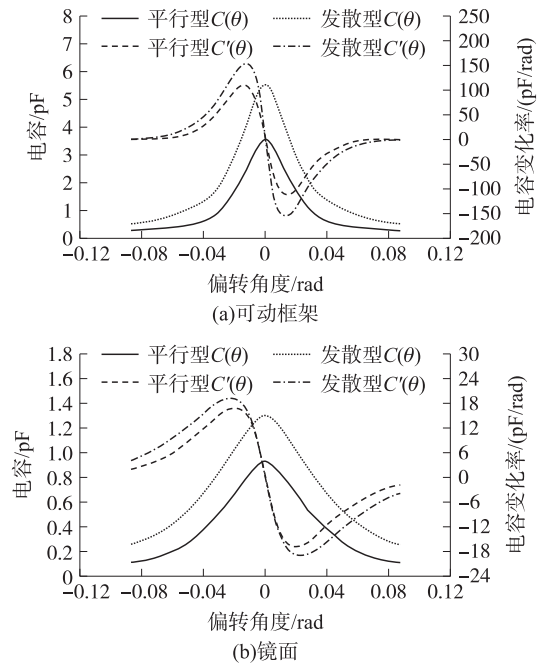 平行型C(θ) 发散型C(θ)
平行型C'(θ) 发散型C'(θ)
电容/pF
8
7
6
5
4
3
2
1
0
250
200
150
100
50
0
−50
−100
−150
−200
电容变化率/(pF/rad)
−0.12 −0.08 −0.04 0 0.04 0.08 0.12
偏转角度/rad
(a)可动框架
平行型C(θ) 发散型C(θ)
平行型C'(θ) 发散型C'(θ)
电容/pF
1.8
1.6
1.4
1.2
1.0
0.8
0.6
0.4
0.2
0
30
24
18
12
6
0
−6
−12
−18
−24
电容变化率/(pF/rad)
−0.12 −0.08 −0.04 0 0.04 0.08 0.12
偏转角度/rad
(b)镜面